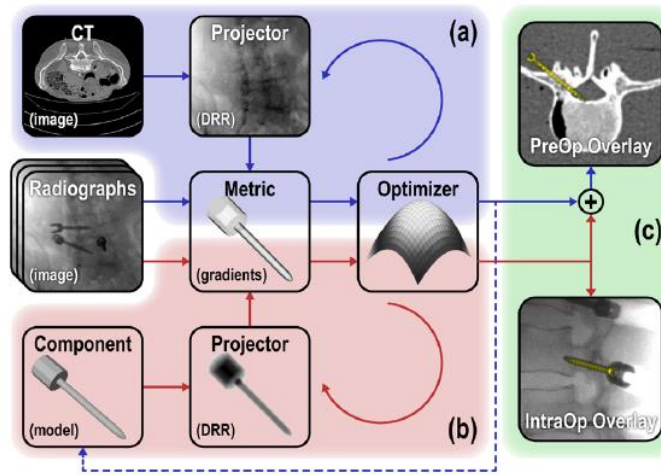 CT
(image)
Projector
(DRR)
(a)
PreOp Overlay
Radiographs
(image)
Metric
(gradients)
Optimizer
+
(c)
Component
(model)
Projector
(DRR)
(b)
IntraOp Overlay